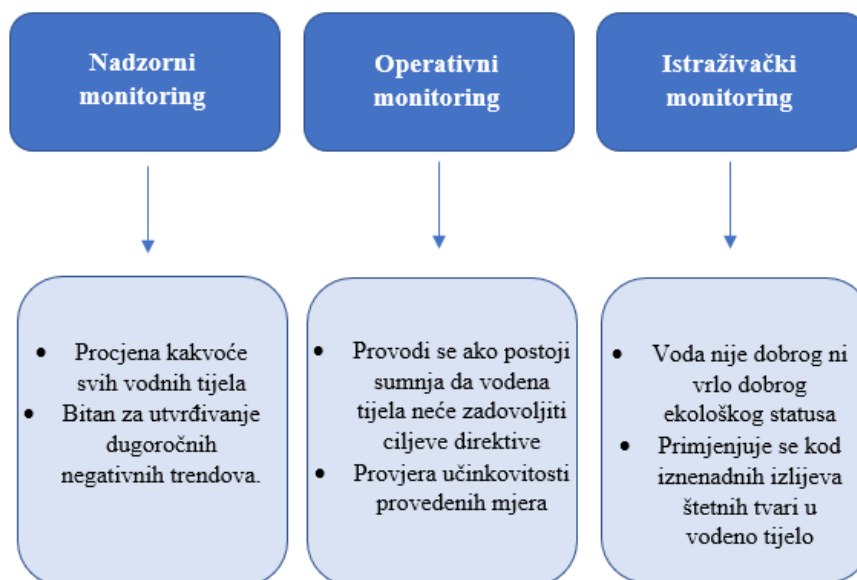 Nadzorni
monitoring
Operativni
monitoring
Istraživački
monitoring
• Procjena kakvoće
svih vodnih tijela
• Bitan za utvrđivanje
dugoročnih
negativnih trendova.
• Provodi se ako postoji
sumnja da vodena
tijela neće zadovoljiti
ciljeve direktive
• Provjera učinkovitosti
provedenih mjera
• Voda nije dobrog ni
vrlo dobrog
ekološkog statusa
• Primjenjuje se kod
iznenadnih izlijeva
štetnih tvari u
vodeno tijelo